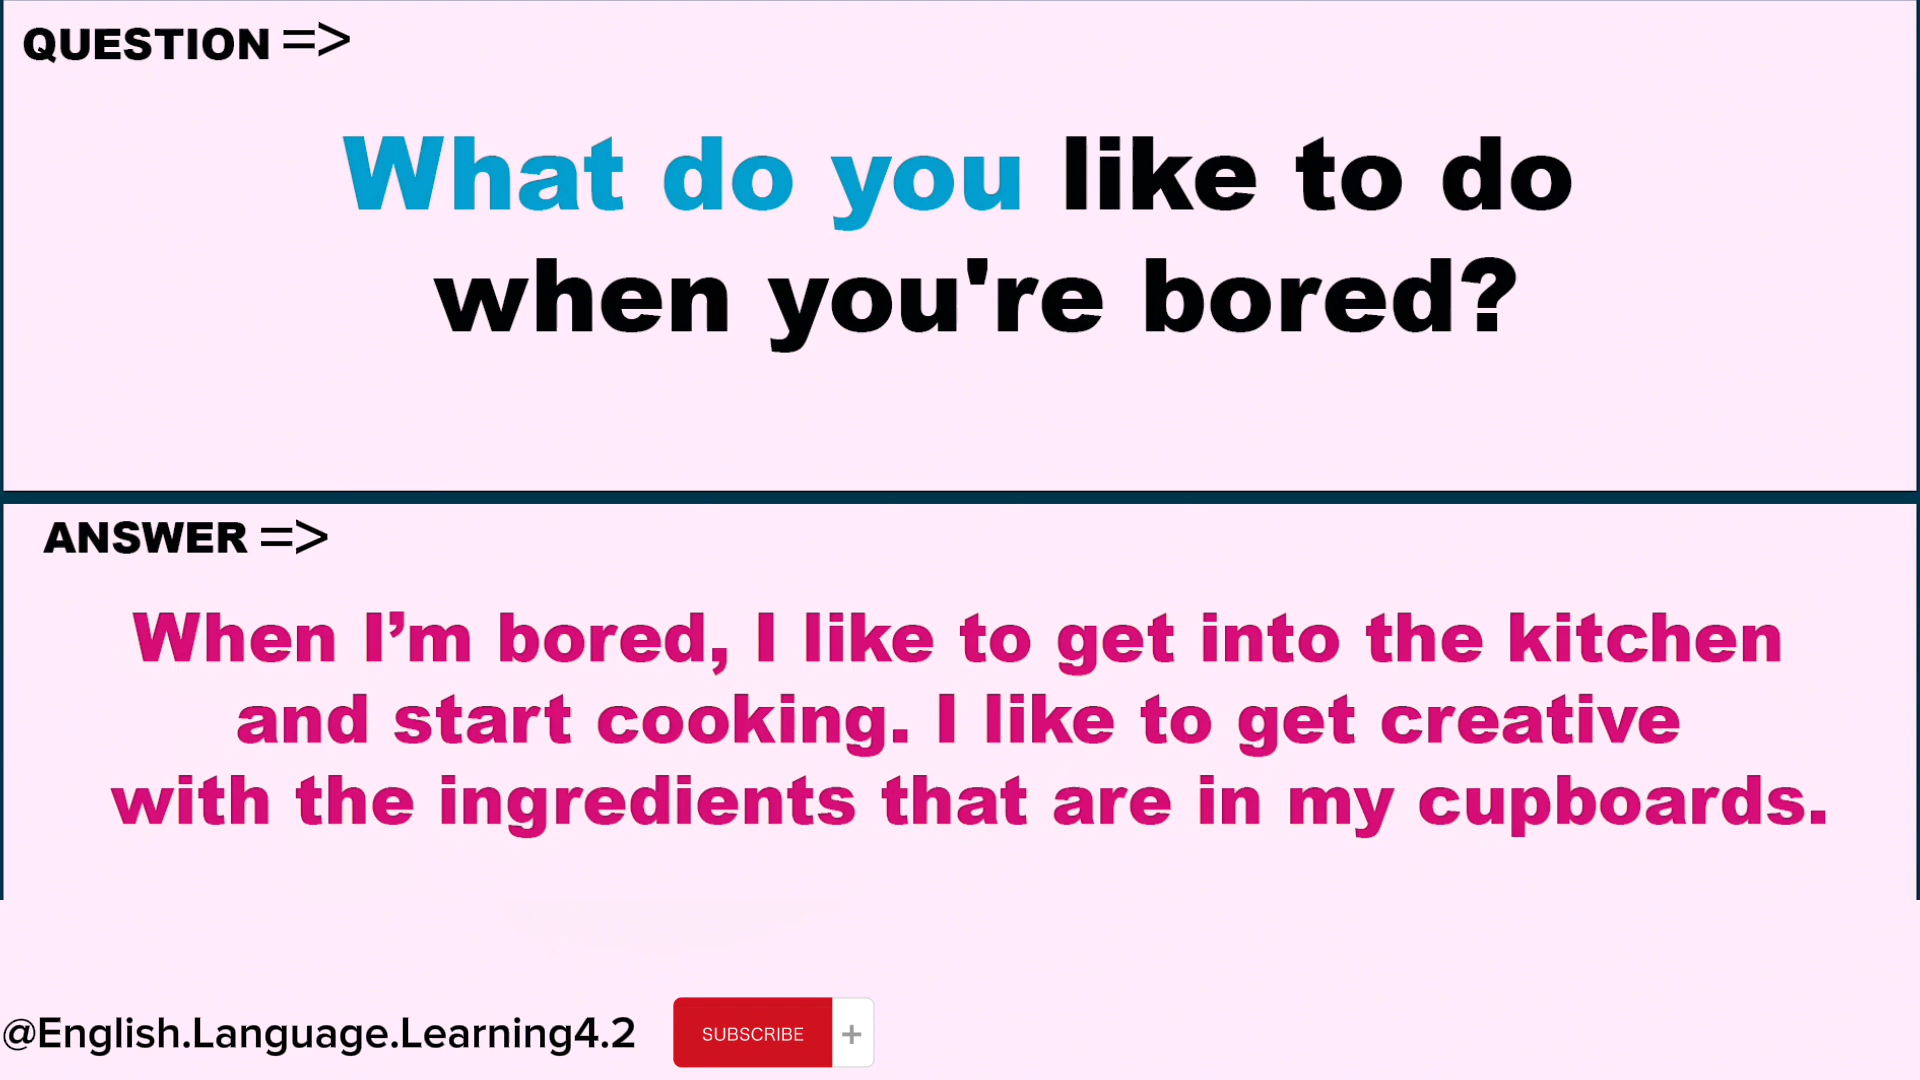 QUESTION =>
What do you like to do
when you're bored?
ANSWER =>
When I’m bored, I like to get into the kitchen
and start cooking. I like to get creative
with the ingredients that are in my cupboards.
@English.Language.Learning4.2
SUBSCRIBE +